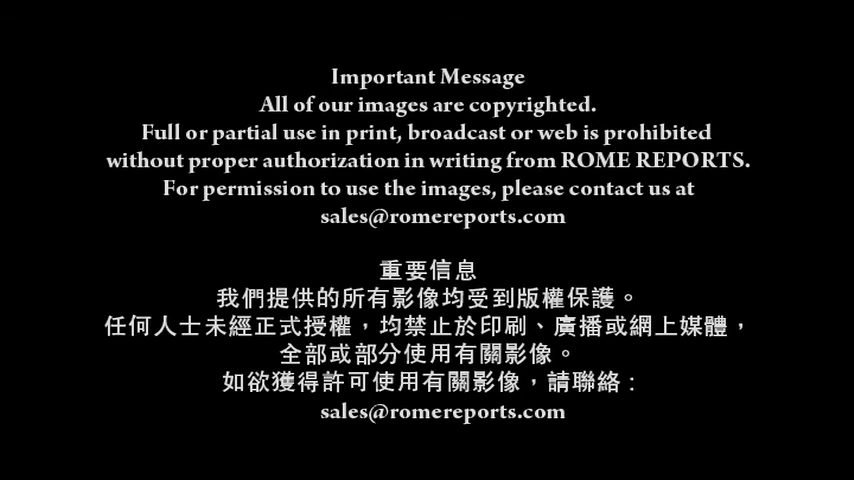 Important Message
All of our images are copyrighted.
Full or partial use in print, broadcast or web is prohibited
without proper authorization in writing from ROME REPORTS.
For permission to use the images, please contact us at
sales@romereports.com
重要信息
我們提供的所有影像均受到版權保護。
任何人士未經正式授權，均禁止於印刷、廣播或網上媒體，
全部或部分使用有關影像。
如欲獲得許可使用有關影像，請聯絡：
sales@romereports.com